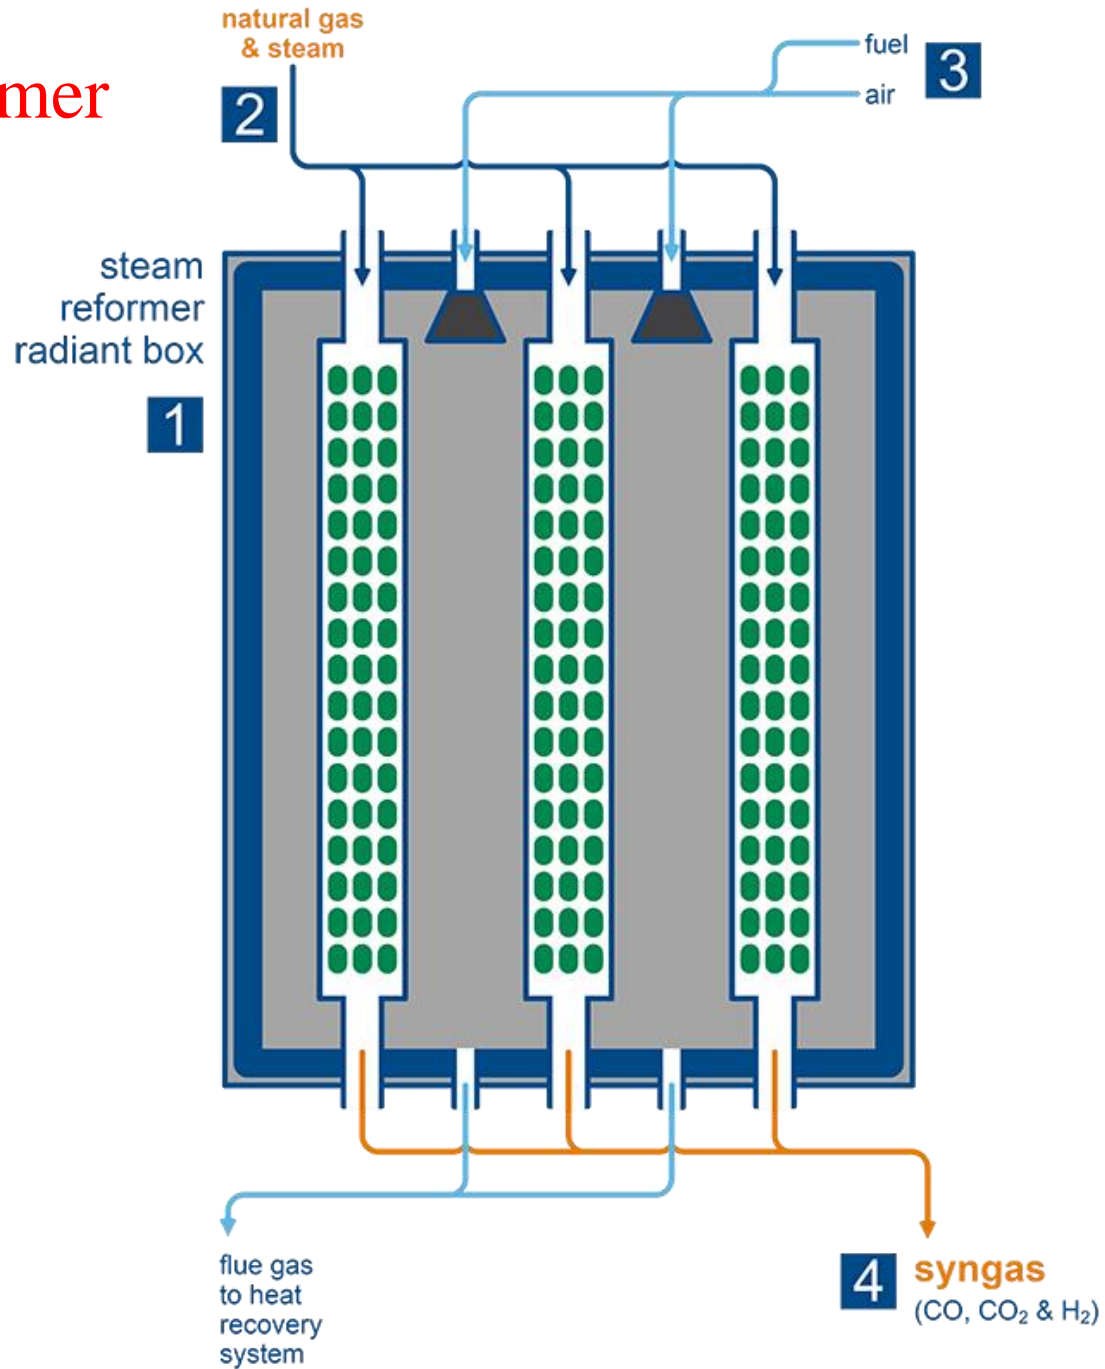 natural gas
& steam
mer
2
fuel
air
3
steam
reformer
radiant box
1
flue gas
to heat
recovery
system
4
syngas
(CO, CO₂ & H₂)